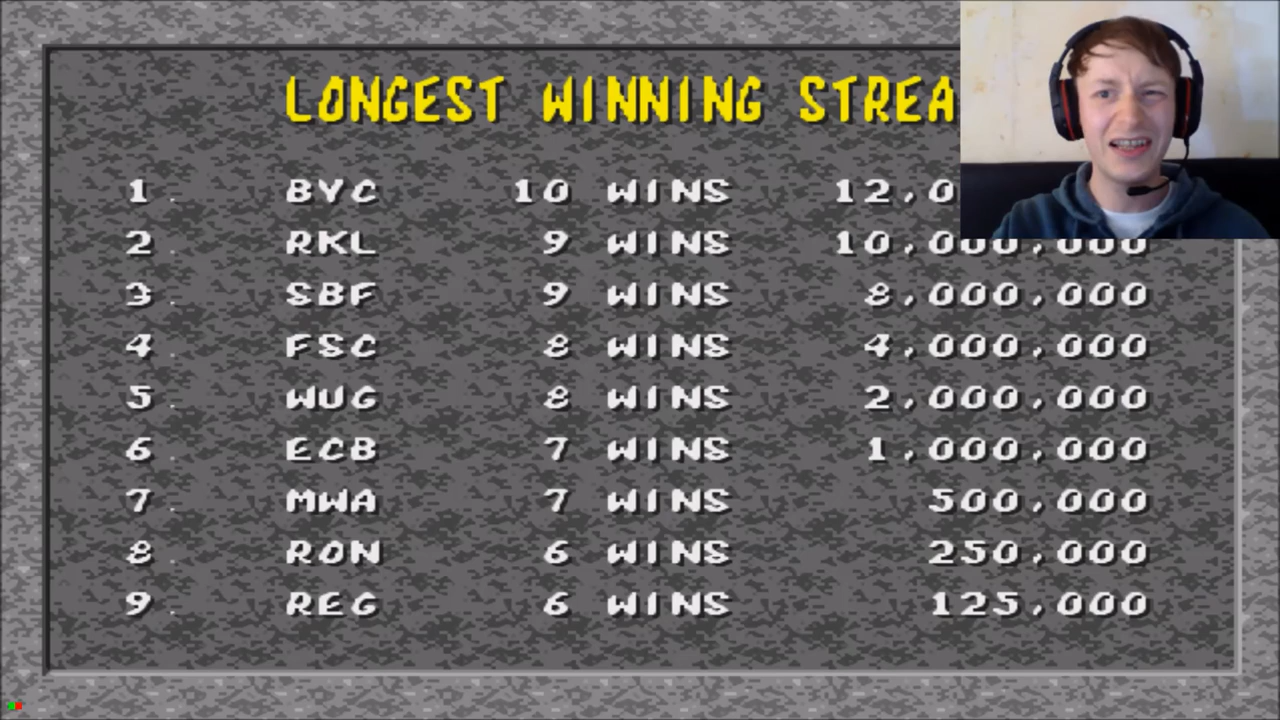 LONGEST WINNING STREA
1. BYC 10 WINS 12,0
2. RKL 9 WINS 10,000,000
3. SBF 9 WINS 8,000,000
4. FSC 8 WINS 4,000,000
5. WUG 8 WINS 2,000,000
6. ECB 7 WINS 1,000,000
7. MWA 7 WINS 500,000
8. RON 6 WINS 250,000
9. REG 6 WINS 125,000